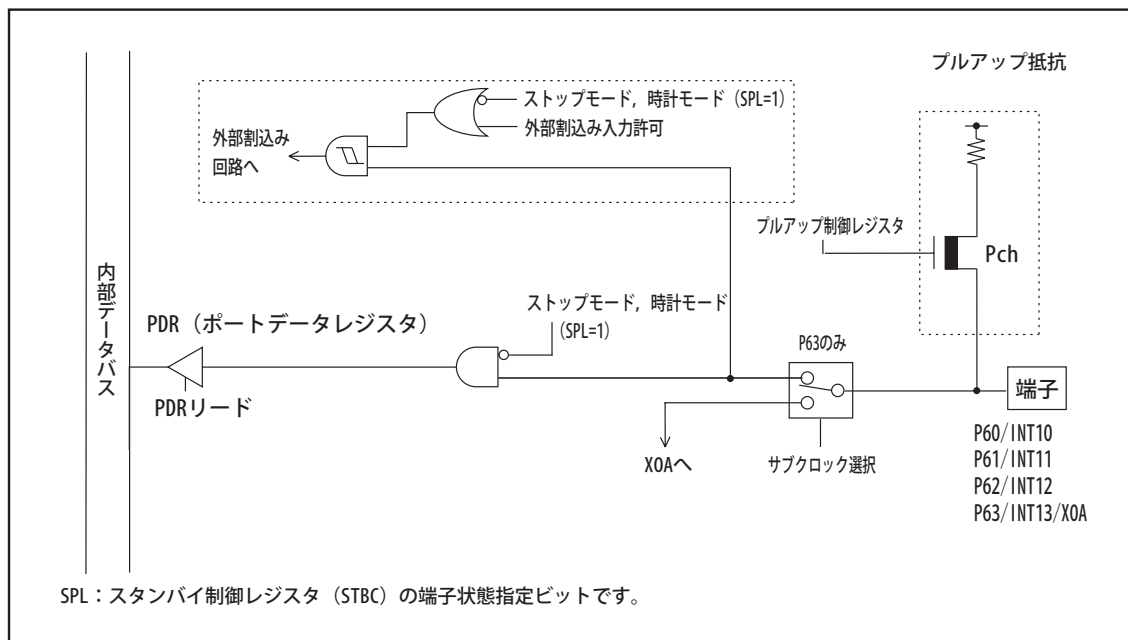 プルアップ抵抗
ストップモード，時計モード（SPL=1）
外部割込み入力許可
外部割込み
回路へ
プルアップ制御レジスタ
Pch
内部データバス
ストップモード，時計モード
（SPL=1）
PDR（ポートデータレジスタ）
PDRリード
P63のみ
端子
X0Aへ
サブクロック選択
P60/INT10
P61/INT11
P62/INT12
P63/INT13/X0A
SPL：スタンバイ制御レジスタ（STBC）の端子状態指定ビットです。